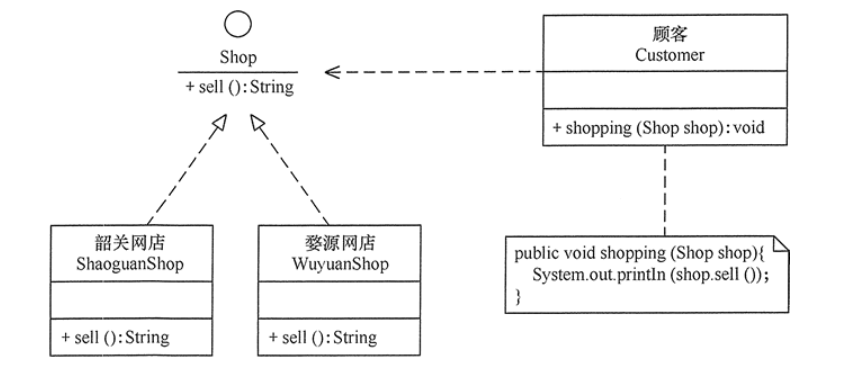 Shop
+ sell ():String
顾客
Customer
+ shopping (Shop shop):void
韶关网店
ShaoguanShop
+ sell ():String
婺源网店
WuyuanShop
+ sell ():String
public void shopping (Shop shop){
System.out.println (shop.sell ());
}